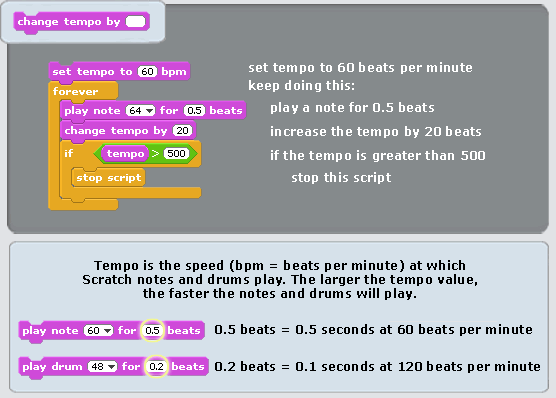 change tempo by
set tempo to 60 bpm
forever
play note 64 for 0.5 beats
change tempo by 20
if tempo > 500
stop script
set tempo to 60 beats per minute
keep doing this:
play a note for 0.5 beats
increase the tempo by 20 beats
if the tempo is greater than 500
stop this script
Tempo is the speed (bpm = beats per minute) at which
Scratch notes and drums play. The larger the tempo value,
the faster the notes and drums will play.
play note 60 for 0.5 beats 0.5 beats = 0.5 seconds at 60 beats per minute
play drum 48 for 0.2 beats 0.2 beats = 0.1 seconds at 120 beats per minute